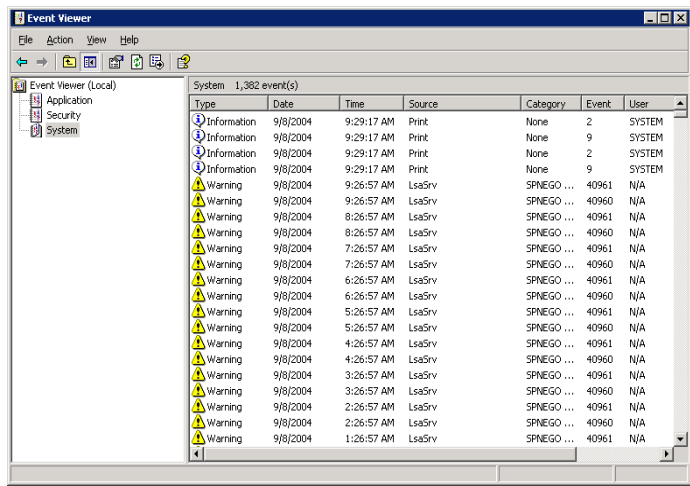 Event Viewer
File Action View Help
Event Viewer (Local)
Application
Security
System
System 1,382 event(s)
Type Date Time Source Category Event User
Information 9/8/2004 9:29:17 AM Print None 2 SYSTEM
Information 9/8/2004 9:29:17 AM Print None 9 SYSTEM
Information 9/8/2004 9:29:17 AM Print None 2 SYSTEM
Information 9/8/2004 9:29:17 AM Print None 9 SYSTEM
Warning 9/8/2004 9:26:57 AM LsaSrv SPNEGO ... 40961 N/A
Warning 9/8/2004 9:26:57 AM LsaSrv SPNEGO ... 40960 N/A
Warning 9/8/2004 8:26:57 AM LsaSrv SPNEGO ... 40961 N/A
Warning 9/8/2004 8:26:57 AM LsaSrv SPNEGO ... 40960 N/A
Warning 9/8/2004 7:26:57 AM LsaSrv SPNEGO ... 40961 N/A
Warning 9/8/2004 7:26:57 AM LsaSrv SPNEGO ... 40960 N/A
Warning 9/8/2004 6:26:57 AM LsaSrv SPNEGO ... 40961 N/A
Warning 9/8/2004 6:26:57 AM LsaSrv SPNEGO ... 40960 N/A
Warning 9/8/2004 5:26:57 AM LsaSrv SPNEGO ... 40961 N/A
Warning 9/8/2004 5:26:57 AM LsaSrv SPNEGO ... 40960 N/A
Warning 9/8/2004 4:26:57 AM LsaSrv SPNEGO ... 40961 N/A
Warning 9/8/2004 4:26:57 AM LsaSrv SPNEGO ... 40960 N/A
Warning 9/8/2004 3:26:57 AM LsaSrv SPNEGO ... 40961 N/A
Warning 9/8/2004 3:26:57 AM LsaSrv SPNEGO ... 40960 N/A
Warning 9/8/2004 2:26:57 AM LsaSrv SPNEGO ... 40961 N/A
Warning 9/8/2004 2:26:57 AM LsaSrv SPNEGO ... 40960 N/A
Warning 9/8/2004 1:26:57 AM LsaSrv SPNEGO ... 40961 N/A